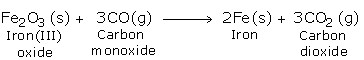 Fe₂O₃ (s) + 3CO(g) ⟶ 2Fe(s) + 3CO₂ (g)
Iron(III) Carbon Iron Carbon
oxide monoxide dioxide